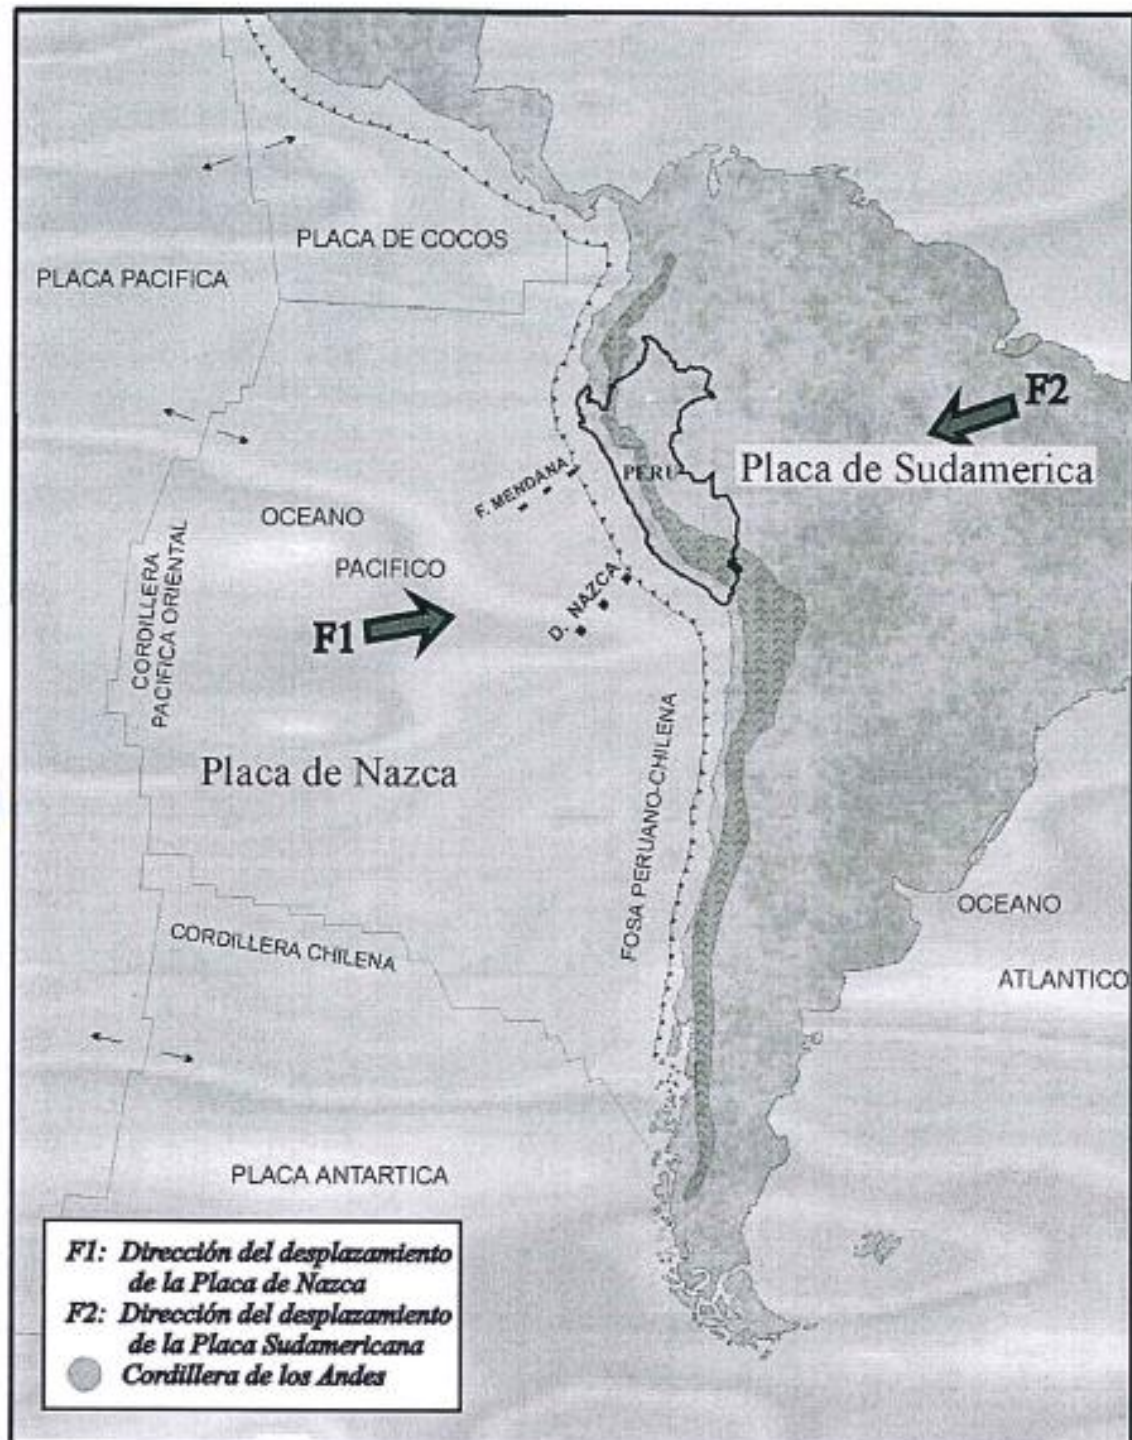 PLACA DE COCOS
PLACA PACIFICA
F2
Placa de Sudamerica
PERU
F. MENDANA
OCEANO
PACIFICO
D. NAZCA
F1
CORDILLERA
PACIFICA ORIENTAL
Placa de Nazca
FOSA PERUANO-CHILENA
OCEANO
ATLANTICO
CORDILLERA CHILENA
PLACA ANTARTICA
F1: Dirección del desplazamiento
de la Placa de Nazca
F2: Dirección del desplazamiento
de la Placa Sudamericana
Cordillera de los Andes